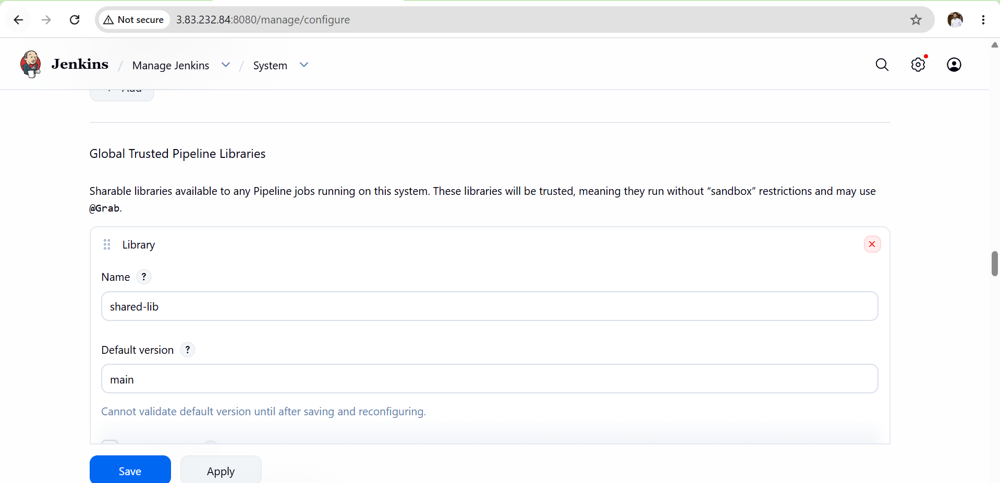 Not secure 3.83.232.84:8080/manage/configure
Jenkins / Manage Jenkins / System
+ Add
Global Trusted Pipeline Libraries
Sharable libraries available to any Pipeline jobs running on this system. These libraries will be trusted, meaning they run without “sandbox” restrictions and may use
@Grab.
Library
Name ?
shared-lib
Default version ?
main
Cannot validate default version until after saving and reconfiguring.
Save Apply